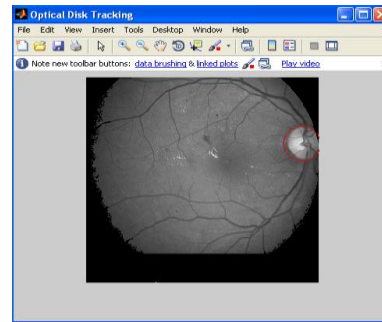 Optical Disk Tracking
File Edit View Insert Tools Desktop Window Help
Note new toolbar buttons: data brushing & linked plots Play video